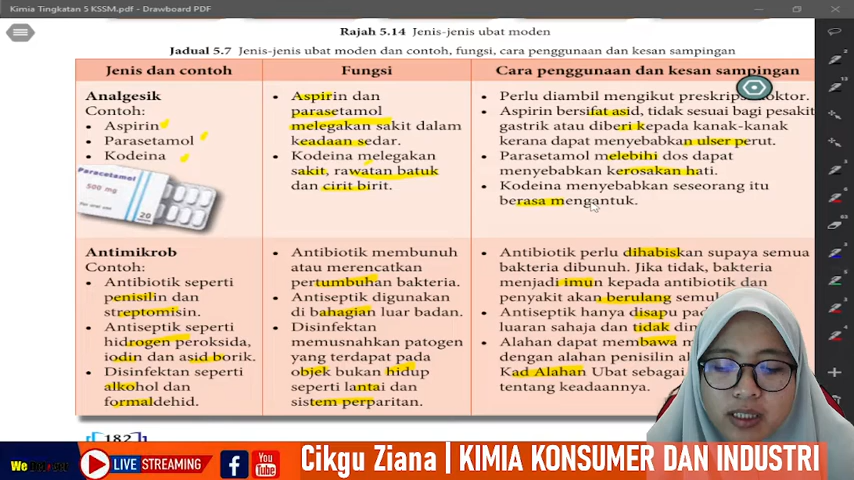 Kimia Tingkatan 5 KSSM.pdf - Drawboard PDF
Rajah 5.14 Jenis-jenis ubat moden
Jadual 5.7 Jenis-jenis ubat moden dan contoh, fungsi, cara penggunaan dan kesan sampingan
Jenis dan contoh
Fungsi
Cara penggunaan dan kesan sampingan
Analgesik
Contoh:
• Aspirin
• Parasetamol
• Kodeina
Paracetamol
500 mg
20
• Aspirin dan
parasetamol
melegakan sakit dalam
keadaan sedar.
• Kodeina melegakan
sakit, rawatan batuk
dan cirit birit.
• Perlu diambil mengikut preskripsi doktor.
• Aspirin bersifat asid, tidak sesuai bagi pesakit
gastrik atau diberi kepada kanak-kanak
kerana dapat menyebabkan ulser perut.
• Parasetamol melebihi dos dapat
menyebabkan kerosakan hati.
• Kodeina menyebabkan seseorang itu
berasa mengantuk.
Antimikrob
Contoh:
• Antibiotik seperti
penisilin dan
streptomisin.
• Antiseptik seperti
hidrogen peroksida,
iodin dan asid borik.
• Disinfektan seperti
alkohol dan
formaldehid.
• Antibiotik membunuh
atau merencatkan
pertumbuhan bakteria.
• Antiseptik digunakan
di bahagian luar badan.
• Disinfektan
memusnahkan patogen
yang terdapat pada
objek bukan hidup
seperti lantai dan
sistem perparitan.
• Antibiotik perlu dihabiskan supaya semua
bakteria dibunuh. Jika tidak, bakteria
menjadi imun kepada antibiotik dan
penyakit akan berulang semul
• Antiseptik hanya disapu pa
luaran sahaja dan tidak di
• Alahan dapat membawa m
dengan alahan penisilin a
Kad Alahan Ubat sebagai
tentang keadaannya.
182
LIVE STREAMING
You Tube
Cikgu Ziana | KIMIA KONSUMER DAN INDUSTRI